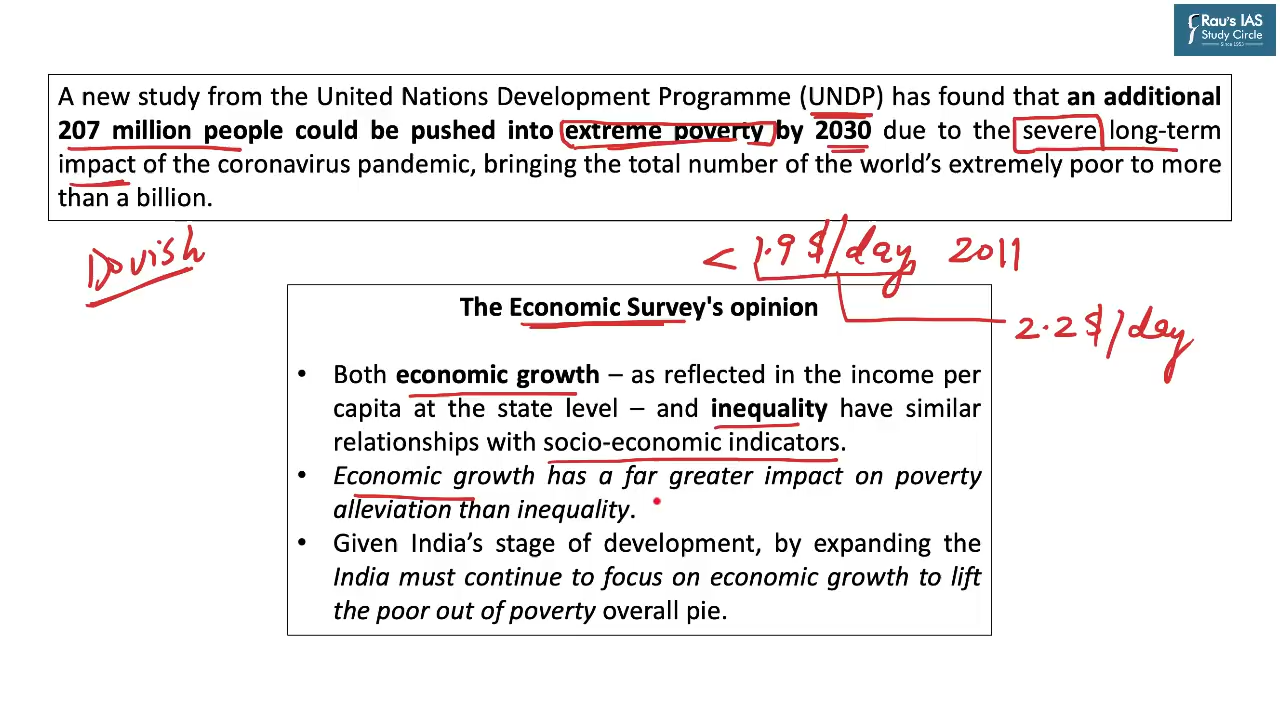 Rau's IAS
Study Circle
Since 1953
A new study from the United Nations Development Programme (UNDP) has found that an additional
207 million people could be pushed into extreme poverty by 2030 due to the severe long-term
impact of the coronavirus pandemic, bringing the total number of the world's extremely poor to more
than a billion.
Dovish
< 1.9 $/day 2011
2.2 $/day
The Economic Survey's opinion
• Both economic growth – as reflected in the income per
capita at the state level – and inequality have similar
relationships with socio-economic indicators.
• Economic growth has a far greater impact on poverty
alleviation than inequality.
• Given India's stage of development, by expanding the
India must continue to focus on economic growth to lift
the poor out of poverty overall pie.